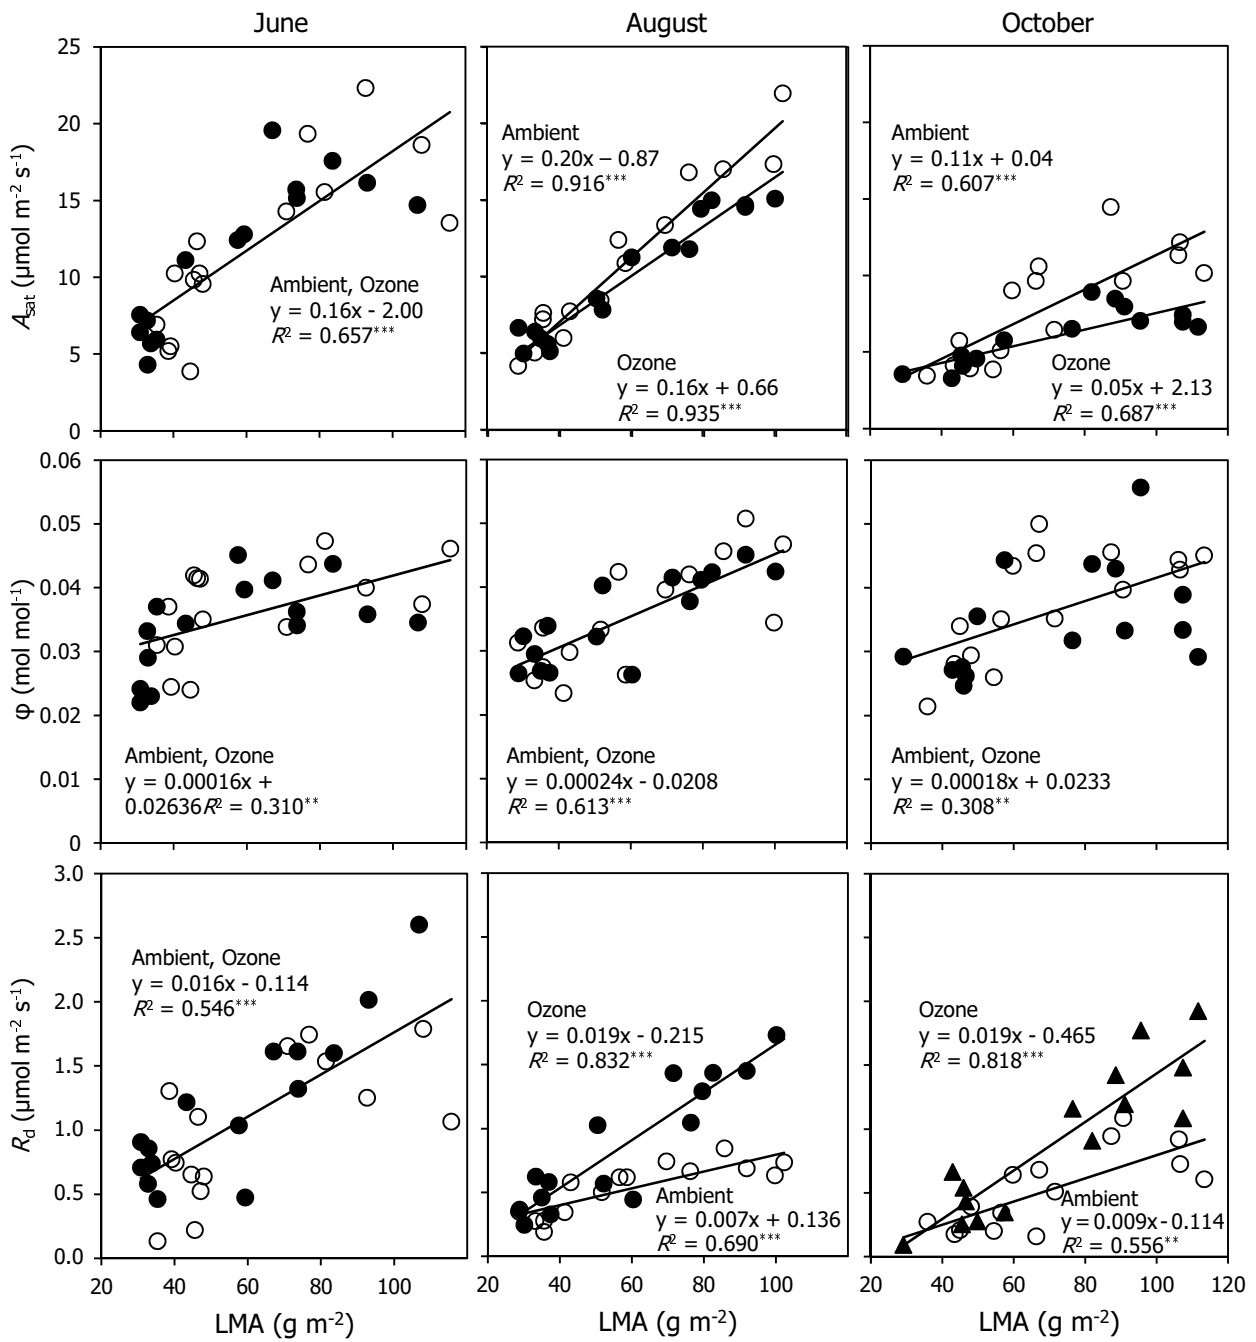 June
August
October
25
20
15
10
5
0
A_sat (μmol m⁻² s⁻¹)
Ambient, Ozone
y = 0.16x - 2.00
R² = 0.657***
Ambient
y = 0.20x − 0.87
R² = 0.916***
Ozone
y = 0.16x + 0.66
R² = 0.935***
Ambient
y = 0.11x + 0.04
R² = 0.607***
Ozone
y = 0.05x + 2.13
R² = 0.687***
0.06
0.05
0.04
0.03
0.02
0.01
0
φ (mol mol⁻¹)
Ambient, Ozone
y = 0.00016x +
0.02636R² = 0.310**
Ambient, Ozone
y = 0.00024x - 0.0208
R² = 0.613***
Ambient, Ozone
y = 0.00018x + 0.0233
R² = 0.308**
3.0
2.5
2.0
1.5
1.0
0.5
0.0
R_d (μmol m⁻² s⁻¹)
Ambient, Ozone
y = 0.016x - 0.114
R² = 0.546***
Ozone
y = 0.019x - 0.215
R² = 0.832***
Ambient
y = 0.007x + 0.136
R² = 0.690***
Ozone
y = 0.019x - 0.465
R² = 0.818***
Ambient
y = 0.009x - 0.114
R² = 0.556**
20 40 60 80 100
20 40 60 80 100
20 40 60 80 100 120
LMA (g m⁻²)
LMA (g m⁻²)
LMA (g m⁻²)